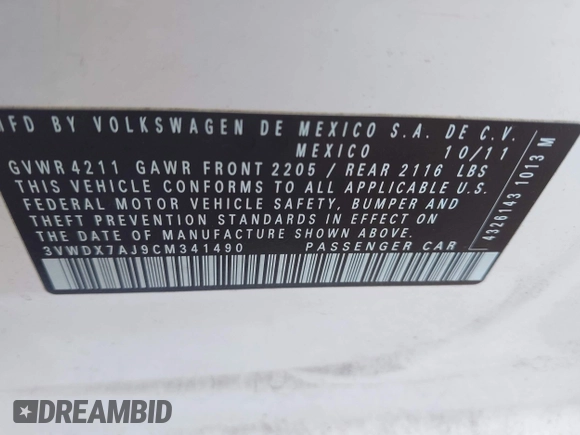 MFD BY VOLKSWAGEN DE MEXICO S.A. DE C.V.
MEXICO 10/11
GVWR 4211 GAWR FRONT 2205 / REAR 2116 LBS
THIS VEHICLE CONFORMS TO ALL APPLICABLE U.S.
FEDERAL MOTOR VEHICLE SAFETY, BUMPER AND
THEFT PREVENTION STANDARDS IN EFFECT ON
THE DATE OF MANUFACTURE SHOWN ABOVE.
3VWDX7AJ9CM341490 PASSENGER CAR
4326143 1013 M
DREAMBID